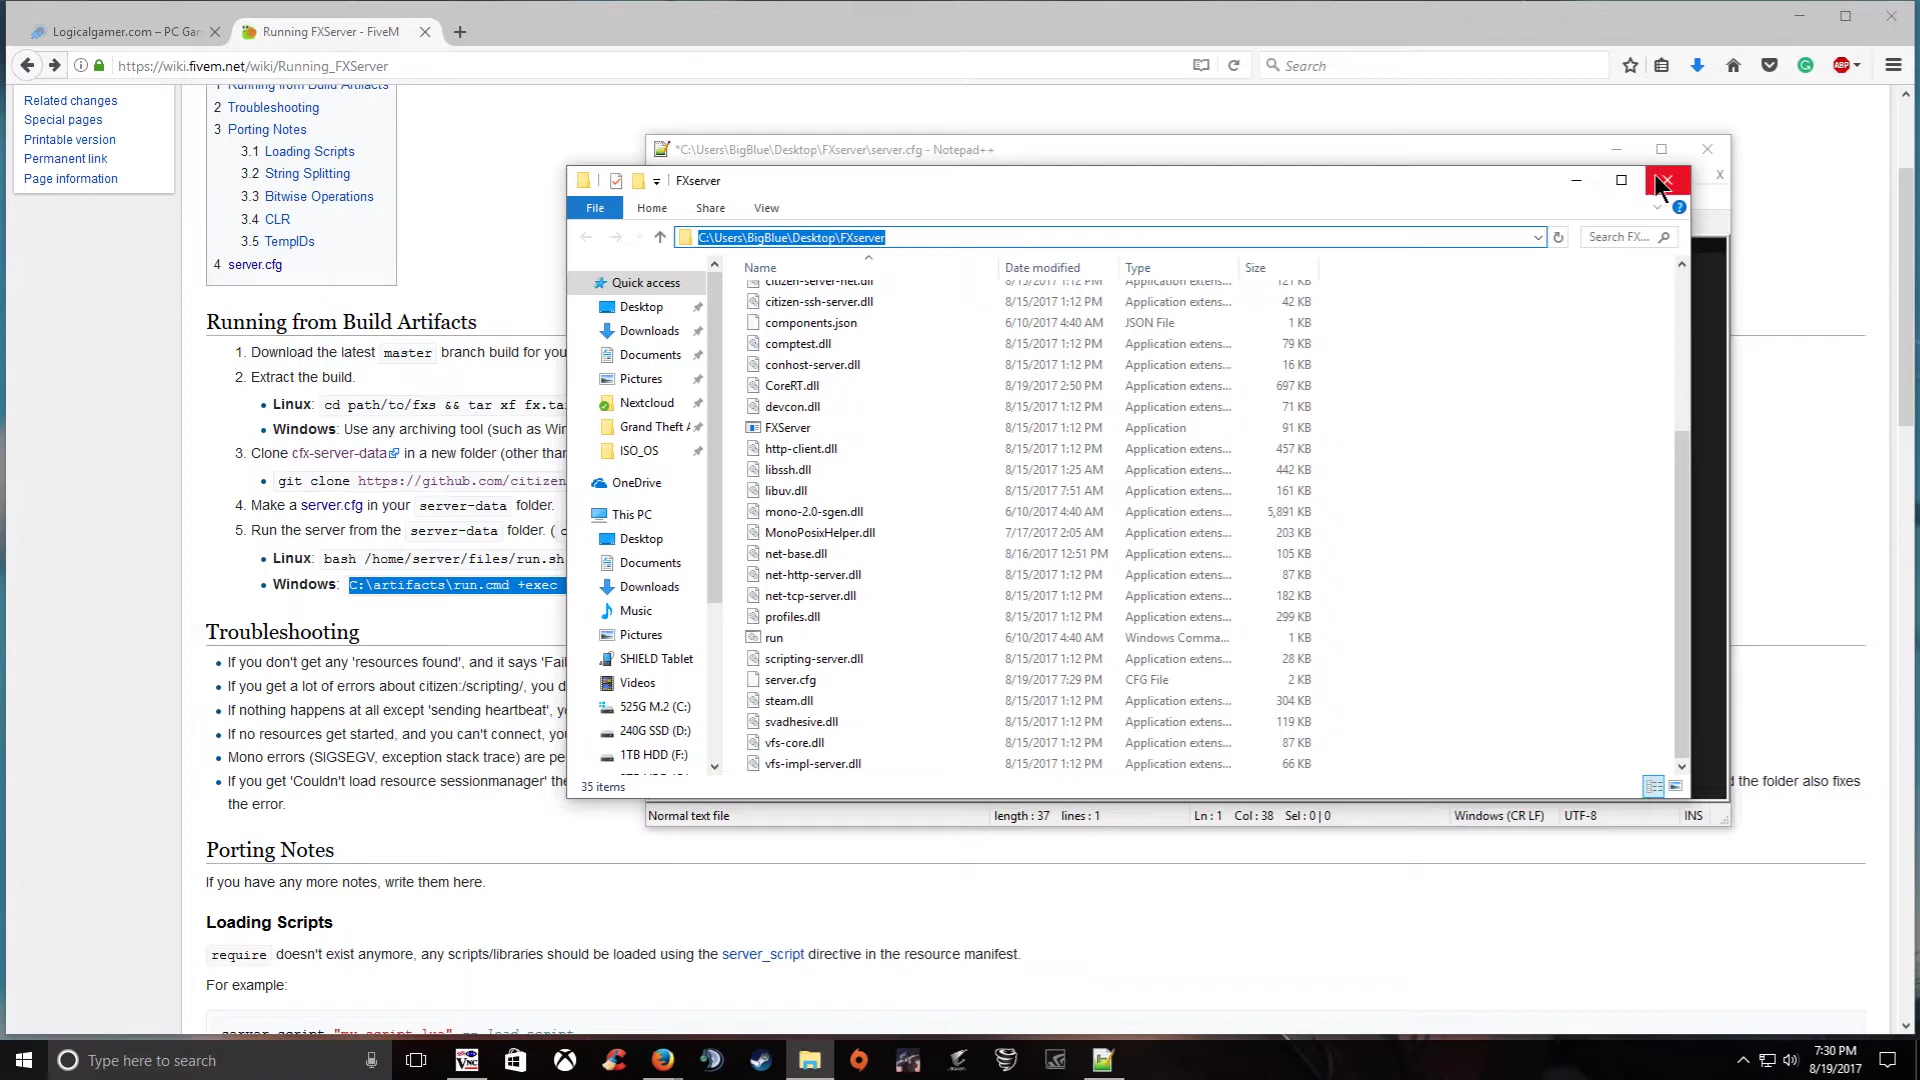 Logicalgamer.com – PC Ga
Running FXServer - FiveM
https://wiki.fivem.net/wiki/Running_FXServer
Search
ABP
Related changes
Special pages
Printable version
Permanent link
Page information
1 Running from Build Artifacts
2 Troubleshooting
3 Porting Notes
3.1 Loading Scripts
3.2 String Splitting
3.3 Bitwise Operations
3.4 CLR
3.5 TempIDs
4 server.cfg
Running from Build Artifacts
1. Download the latest master branch build for you
2. Extract the build.
Linux: cd path/to/fxs && tar xf fx.ta
Windows: Use any archiving tool (such as Wi
3. Clone cfx-server-data in a new folder (other than
git clone https://github.com/citizen
4. Make a server.cfg in your server-data folder.
5. Run the server from the server-data folder. ( c
Linux: bash /home/server/files/run.sh
Windows: C:\artifacts\run.cmd +exec
Troubleshooting
If you don't get any 'resources found', and it says 'Fai
If you get a lot of errors about citizen:/scripting/, you d
If nothing happens at all except 'sending heartbeat', yo
If no resources get started, and you can't connect, you
Mono errors (SIGSEGV, exception stack trace) are pe
If you get 'Couldn't load resource sessionmanager' the
d the folder also fixes
the error.
Porting Notes
If you have any more notes, write them here.
Loading Scripts
require doesn't exist anymore, any scripts/libraries should be loaded using the server_script directive in the resource manifest.
For example:
server_script "my_script.lua" -- load script
*C:\Users\BigBlue\Desktop\FXserver\server.cfg - Notepad++
X
FXserver
File Home Share View
C:\Users\BigBlue\Desktop\FXserver
Search FX...
Quick access
Desktop
Downloads
Documents
Pictures
Nextcloud
Grand Theft A
ISO_OS
OneDrive
This PC
Desktop
Documents
Downloads
Music
Pictures
SHIELD Tablet
Videos
525G M.2 (C:)
240G SSD (D:)
1TB HDD (F:)
Name Date modified Type Size
citizen-server-net.dll 8/15/2017 1:12 PM Application extens... 121 KB
citizen-ssh-server.dll 8/15/2017 1:12 PM Application extens... 42 KB
components.json 6/10/2017 4:40 AM JSON File 1 KB
comptest.dll 8/15/2017 1:12 PM Application extens... 79 KB
conhost-server.dll 8/15/2017 1:12 PM Application extens... 16 KB
CoreRT.dll 8/19/2017 2:50 PM Application extens... 697 KB
devcon.dll 8/15/2017 1:12 PM Application extens... 71 KB
FXServer 8/15/2017 1:12 PM Application 91 KB
http-client.dll 8/15/2017 1:12 PM Application extens... 457 KB
libssh.dll 8/15/2017 1:25 AM Application extens... 442 KB
libuv.dll 8/15/2017 7:51 AM Application extens... 161 KB
mono-2.0-sgen.dll 6/10/2017 4:40 AM Application extens... 5,891 KB
MonoPosixHelper.dll 7/17/2017 2:05 AM Application extens... 203 KB
net-base.dll 8/16/2017 12:51 PM Application extens... 105 KB
net-http-server.dll 8/15/2017 1:12 PM Application extens... 87 KB
net-tcp-server.dll 8/15/2017 1:12 PM Application extens... 182 KB
profiles.dll 8/15/2017 1:12 PM Application extens... 299 KB
run 6/10/2017 4:40 AM Windows Comma... 1 KB
scripting-server.dll 8/15/2017 1:12 PM Application extens... 28 KB
server.cfg 8/19/2017 7:29 PM CFG File 2 KB
steam.dll 8/15/2017 1:12 PM Application extens... 304 KB
svadhesive.dll 8/15/2017 1:12 PM Application extens... 119 KB
vfs-core.dll 8/15/2017 1:12 PM Application extens... 87 KB
vfs-impl-server.dll 8/15/2017 1:12 PM Application extens... 66 KB
35 items
Normal text file length : 37 lines : 1 Ln : 1 Col : 38 Sel : 0 | 0 Windows (CR LF) UTF-8 INS
Type here to search
7:30 PM
8/19/2017